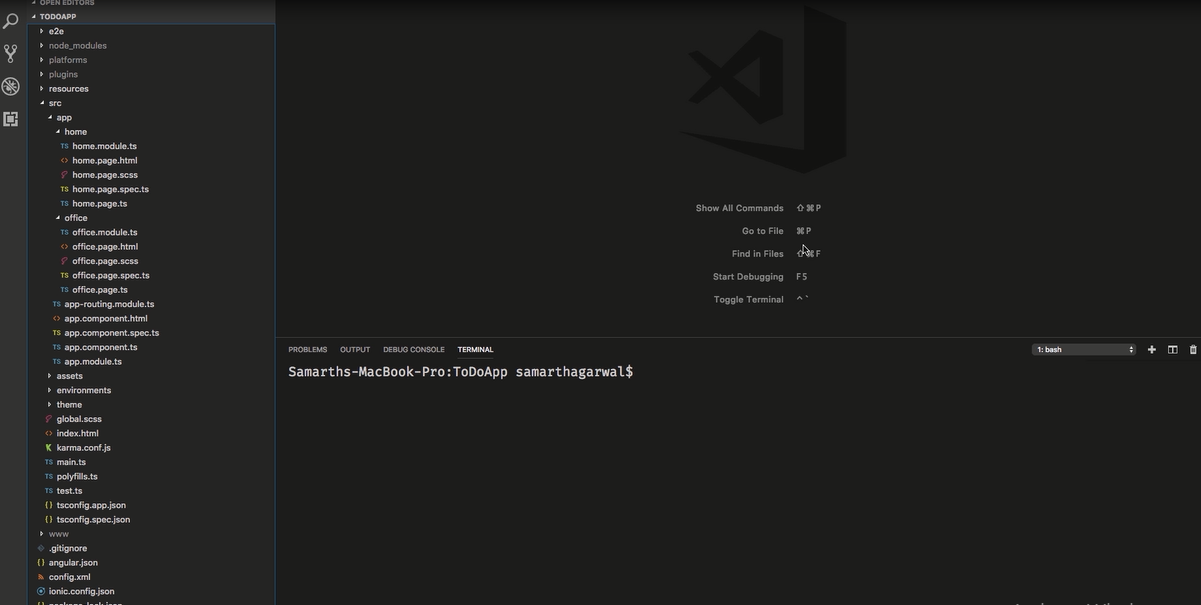 OPEN EDITORS
TODOAPP
e2e
node_modules
platforms
plugins
resources
src
app
home
TS home.module.ts
<> home.page.html
home.page.scss
TS home.page.spec.ts
TS home.page.ts
office
TS office.module.ts
<> office.page.html
office.page.scss
TS office.page.spec.ts
TS office.page.ts
TS app-routing.module.ts
<> app.component.html
TS app.component.spec.ts
TS app.component.ts
TS app.module.ts
assets
environments
theme
global.scss
<> index.html
karma.conf.js
TS main.ts
TS polyfills.ts
TS test.ts
{} tsconfig.app.json
{} tsconfig.spec.json
www
.gitignore
{} angular.json
config.xml
ionic.config.json
{} package-lock.json
Show All Commands ⇧⌘P
Go to File ⌘P
Find in Files ⇧⌘F
Start Debugging F5
Toggle Terminal ^`
PROBLEMS OUTPUT DEBUG CONSOLE TERMINAL 1: bash
Samarths-MacBook-Pro:ToDoApp samarthagarwal$